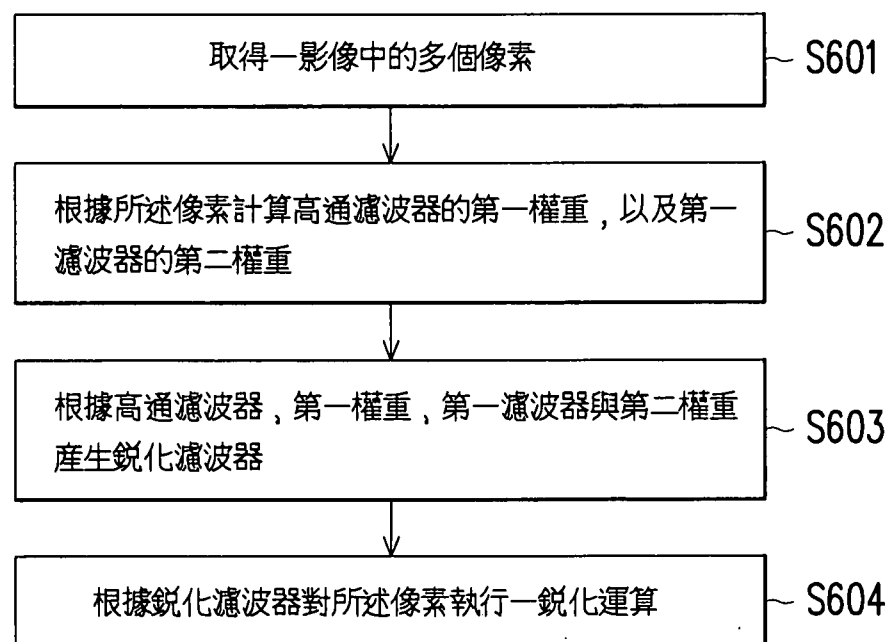 取得一影像中的多個像素
S601
根據所述像素計算高通濾波器的第一權重，以及第一
濾波器的第二權重
S602
根據高通濾波器、第一權重、第一濾波器與第二權重
產生鋭化濾波器
S603
根據鋭化濾波器對所述像素執行一鋭化運算
S604